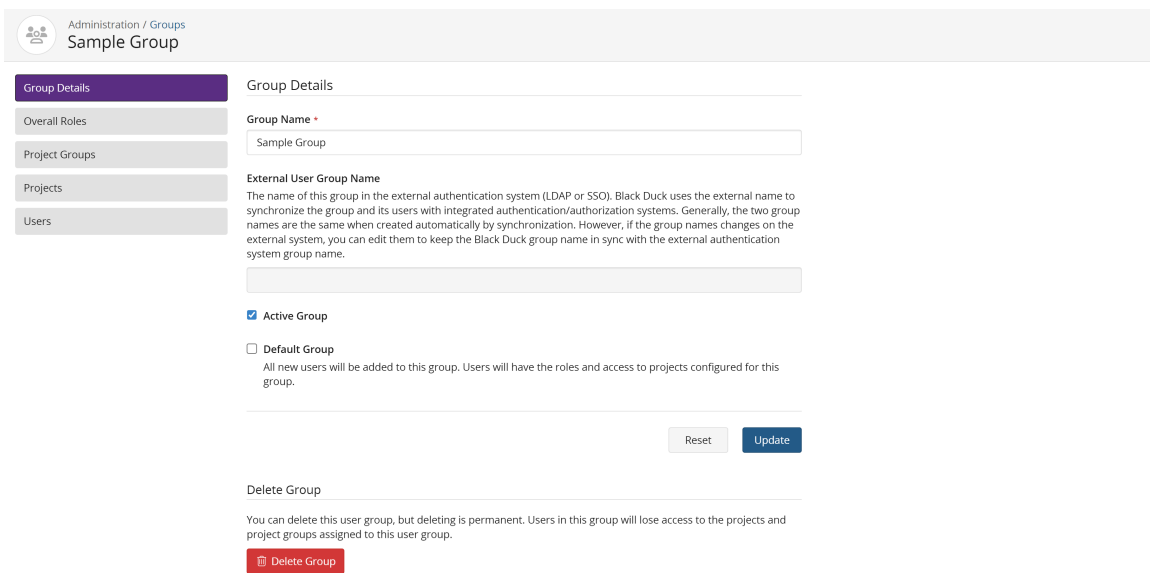 Administration / Groups
Sample Group
Group Details
Overall Roles
Project Groups
Projects
Users
Group Details
Group Name *
Sample Group
External User Group Name
The name of this group in the external authentication system (LDAP or SSO). Black Duck uses the external name to
synchronize the group and its users with integrated authentication/authorization systems. Generally, the two group
names are the same when created automatically by synchronization. However, if the group names changes on the
external system, you can edit them to keep the Black Duck group name in sync with the external authentication
system group name.
Active Group
Default Group
All new users will be added to this group. Users will have the roles and access to projects configured for this
group.
Reset
Update
Delete Group
You can delete this user group, but deleting is permanent. Users in this group will lose access to the projects and
project groups assigned to this user group.
Delete Group